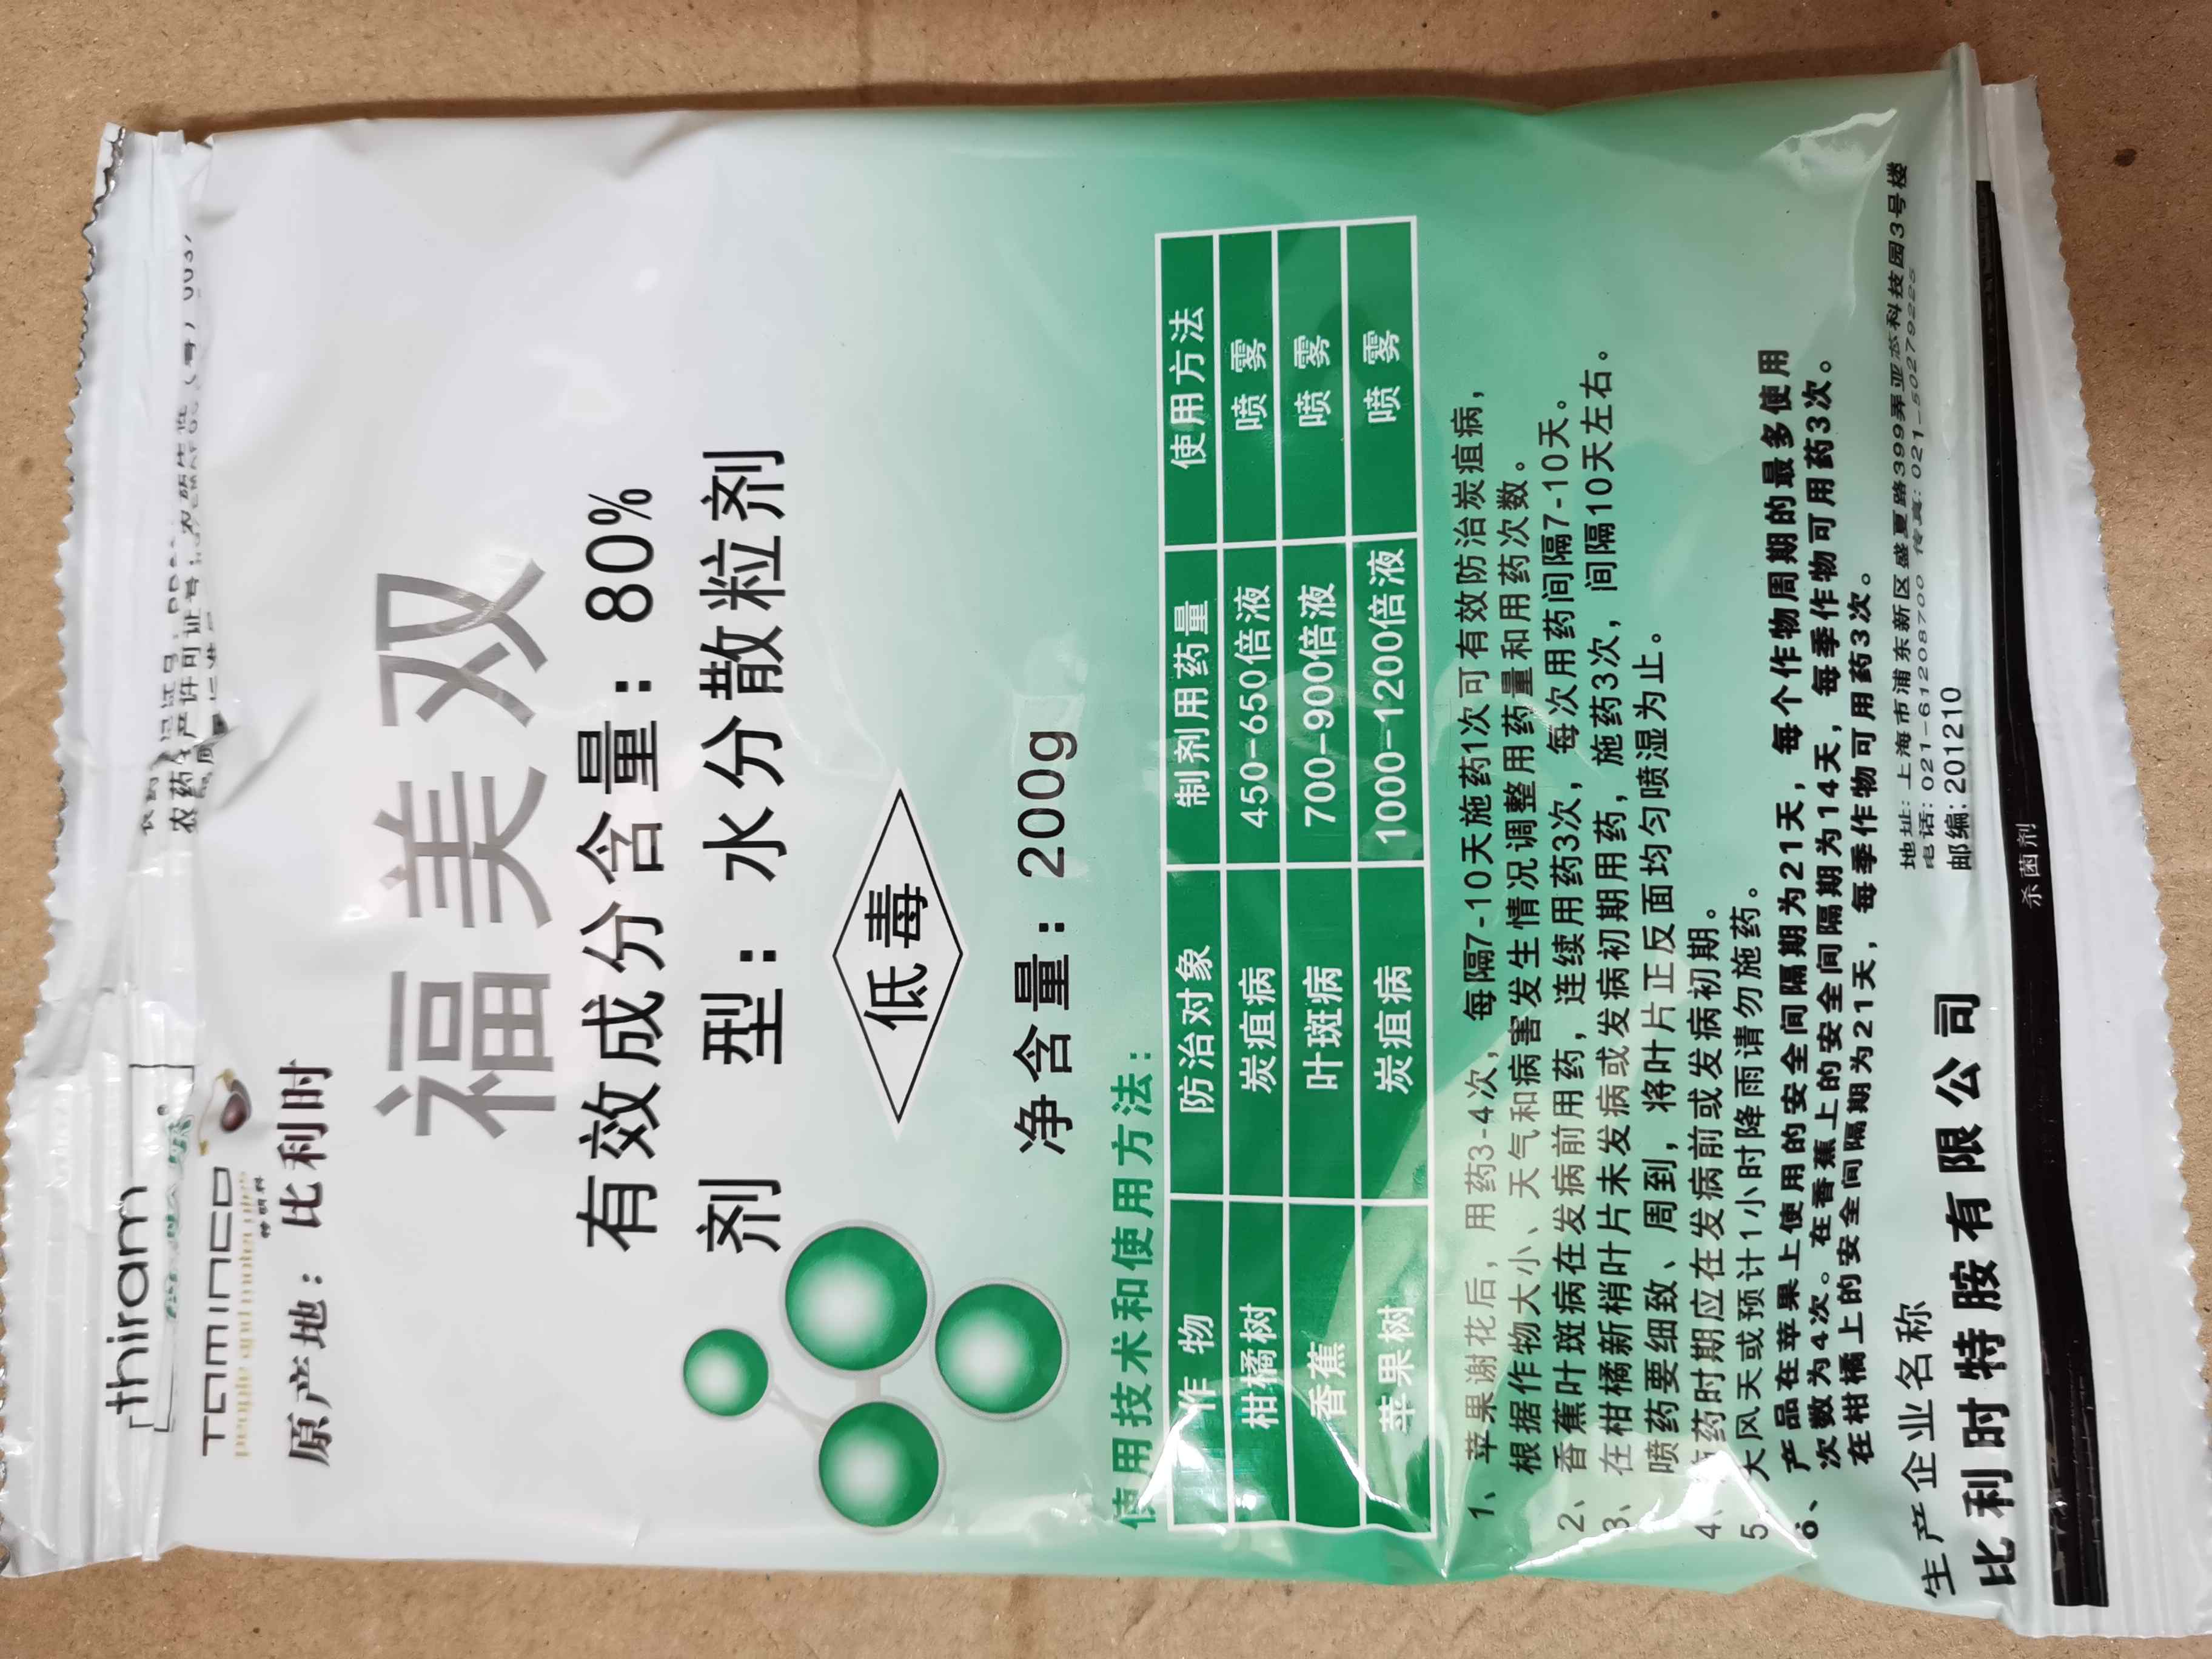 thiram
TAMINCO
people and molecules
原产地：比利时
福美双
有效成分含量：80%
剂 型：水分散粒剂
低毒
净含量：200g
使用技术和使用方法：
作 物 防治对象 制剂用药量 使用方法
柑橘树 炭疽病 450-650倍液 喷 雾
香蕉 叶斑病 700-900倍液 喷 雾
苹果树 炭疽病 1000-1200倍液 喷 雾
1、苹果谢花后，用药3-4次，每隔7-10天施药1次可有效防治炭疽病，
根据作物大小、天气和病害发生情况调整用药量和用药次数。
2、香蕉叶斑病在发病前用药，连续用药3次，每次用药间隔7-10天。
3、在柑橘新梢叶片未发病或发病初期用药，施药3次，间隔10天左右。
喷药要细致、周到，将叶片正反面均匀喷湿为止。
4、施药时期应在发病前或发病初期。
5、大风天或预计1小时降雨请勿施药。
6、产品在苹果上使用的安全间隔期为21天，每个作物周期的最多使用
次数为4次。在香蕉上的安全间隔期为14天，每季作物可用药3次。
在柑橘上的安全间隔期为21天，每季作物可用药3次。
生产企业名称
比利时特胺有限公司
地址：上海市浦东新区盛夏路399弄亚芯科技园3号楼
电话：021-61208700 传真：021-50279225
邮编：201210
杀菌剂